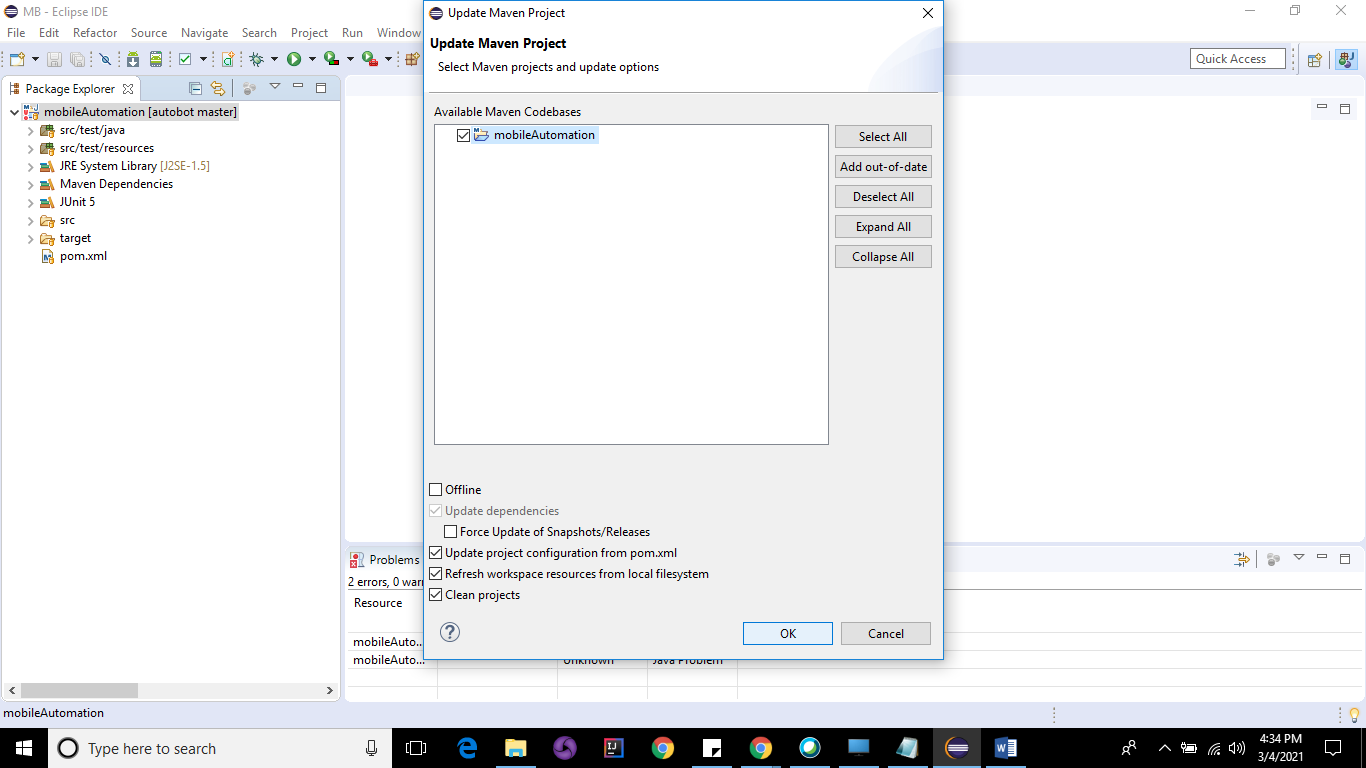 MB - Eclipse IDE
File Edit Refactor Source Navigate Search Project Run Window
Quick Access
Package Explorer
mobileAutomation [autobot master]
src/test/java
src/test/resources
JRE System Library [J2SE-1.5]
Maven Dependencies
JUnit 5
src
target
pom.xml
Update Maven Project
Update Maven Project
Select Maven projects and update options
Available Maven Codebases
mobileAutomation
Select All
Add out-of-date
Deselect All
Expand All
Collapse All
Offline
Update dependencies
Force Update of Snapshots/Releases
Update project configuration from pom.xml
Refresh workspace resources from local filesystem
Clean projects
OK
Cancel
Problems
2 errors, 0 war
Resource
mobileAuto...
mobileAuto... Unknown Java Problem
mobileAutomation
Type here to search
4:34 PM
3/4/2021